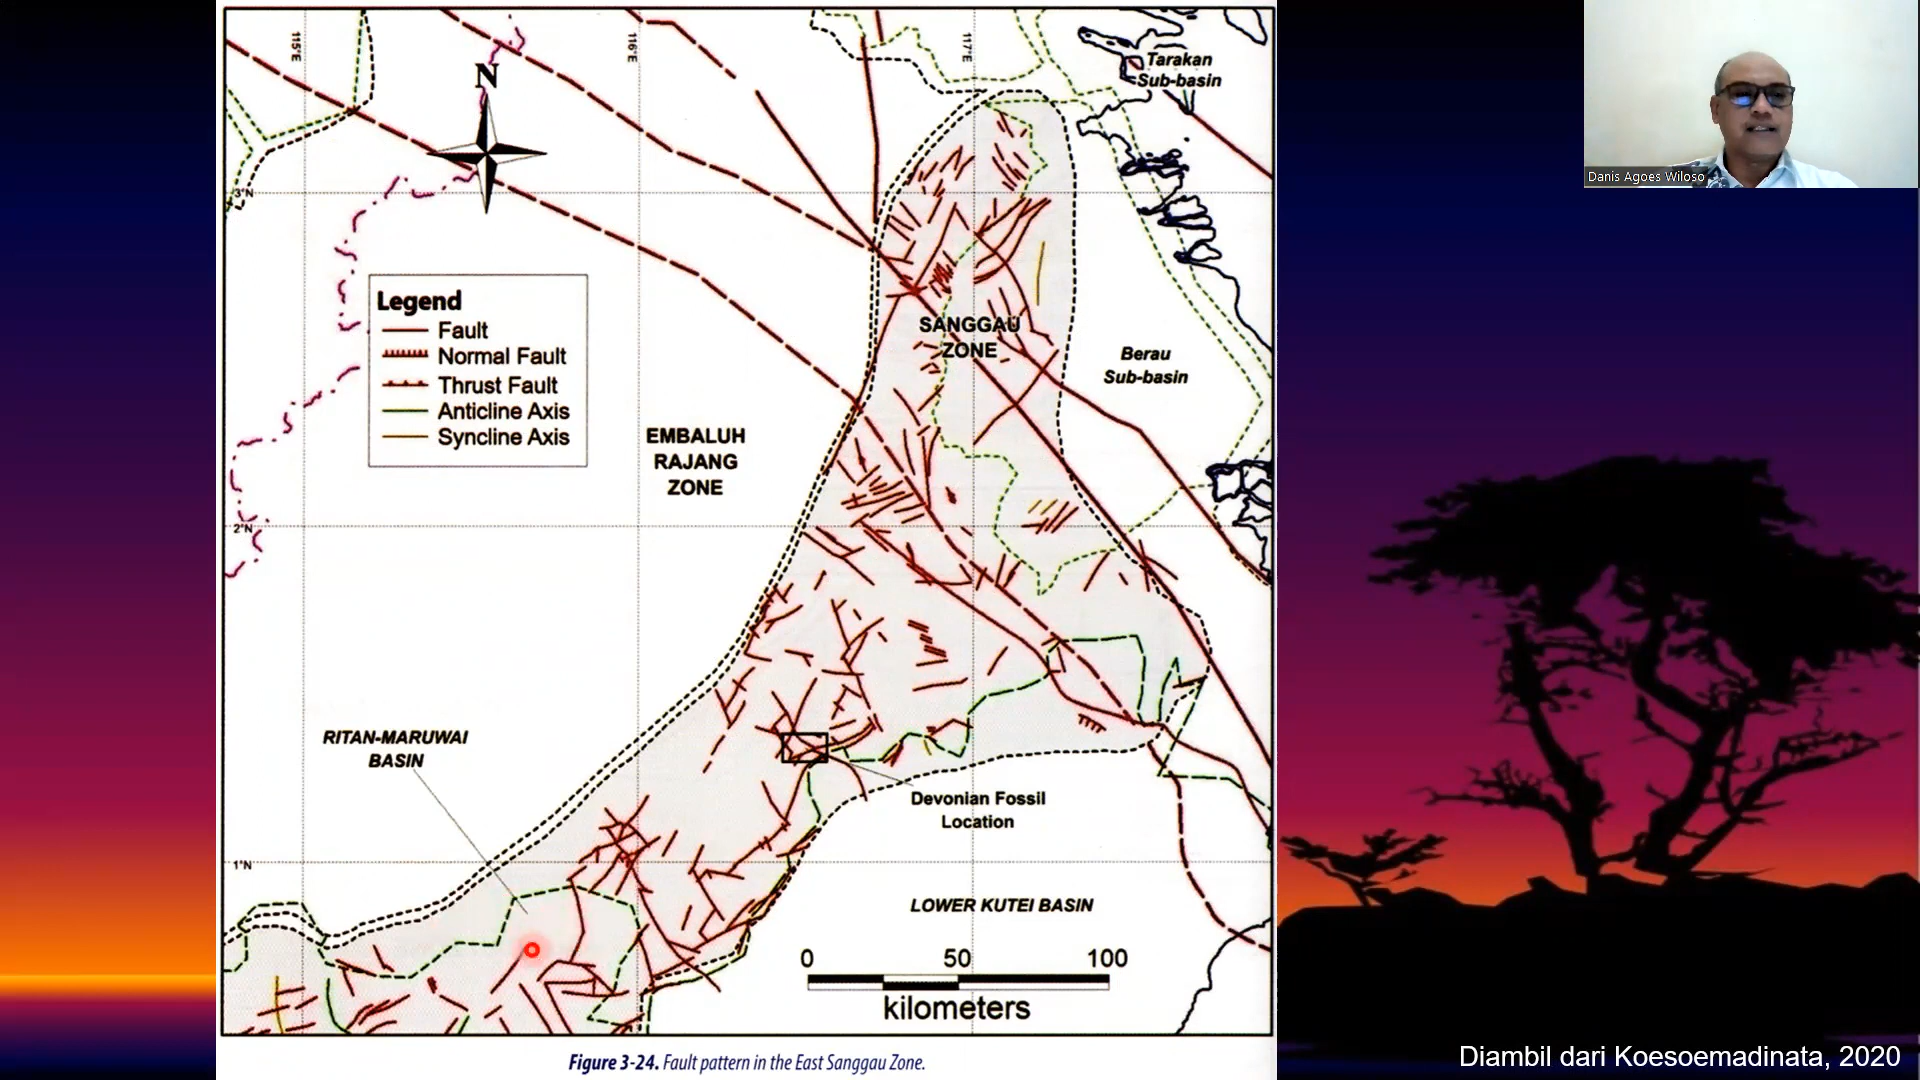 115°E
116°E
117°E
Tarakan
Sub-basin
Danis Agoes Wiloso
N
3°N
Legend
Fault
Normal Fault
Thrust Fault
Anticline Axis
Syncline Axis
SANGGAU
ZONE
Berau
Sub-basin
EMBALUH
RAJANG
ZONE
2°N
RITAN-MARUWAI
BASIN
Devonian Fossil
Location
1°N
LOWER KUTEI BASIN
0 50 100
kilometers
Figure 3-24. Fault pattern in the East Sanggau Zone.
Diambil dari Koesoemadinata, 2020